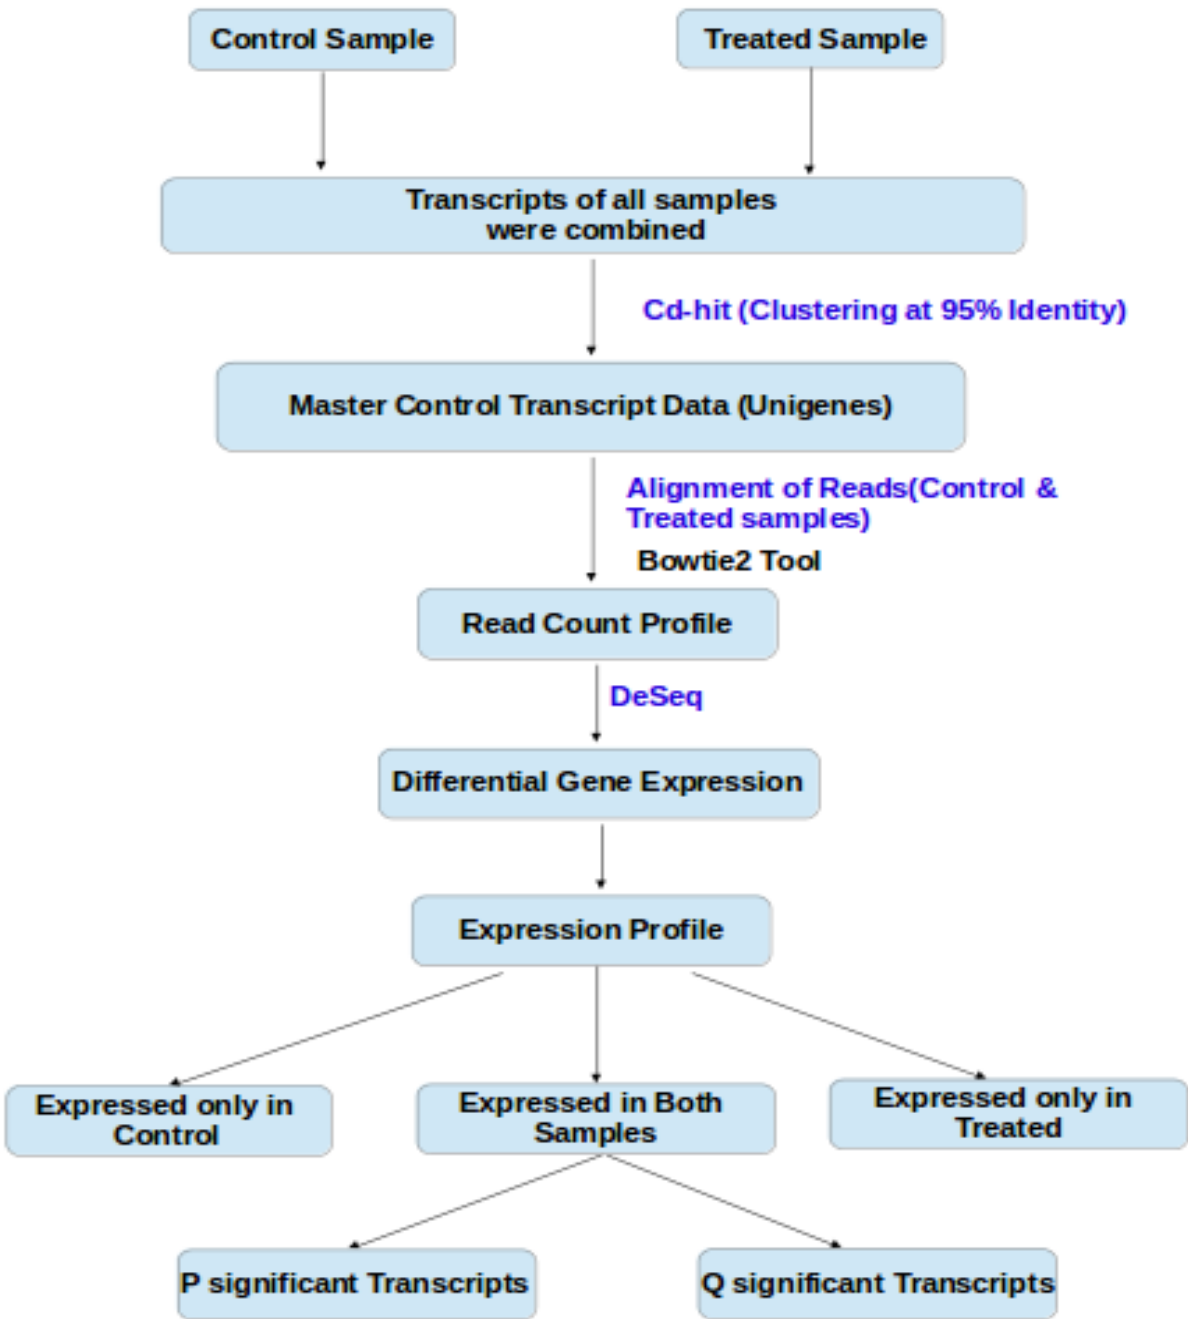 Control Sample
Treated Sample
Transcripts of all samples
were combined
Cd-hit (Clustering at 95% Identity)
Master Control Transcript Data (Unigenes)
Alignment of Reads(Control &
Treated samples)
Bowtie2 Tool
Read Count Profile
DeSeq
Differential Gene Expression
Expression Profile
Expressed only in
Control
Expressed in Both
Samples
Expressed only in
Treated
P significant Transcripts
Q significant Transcripts